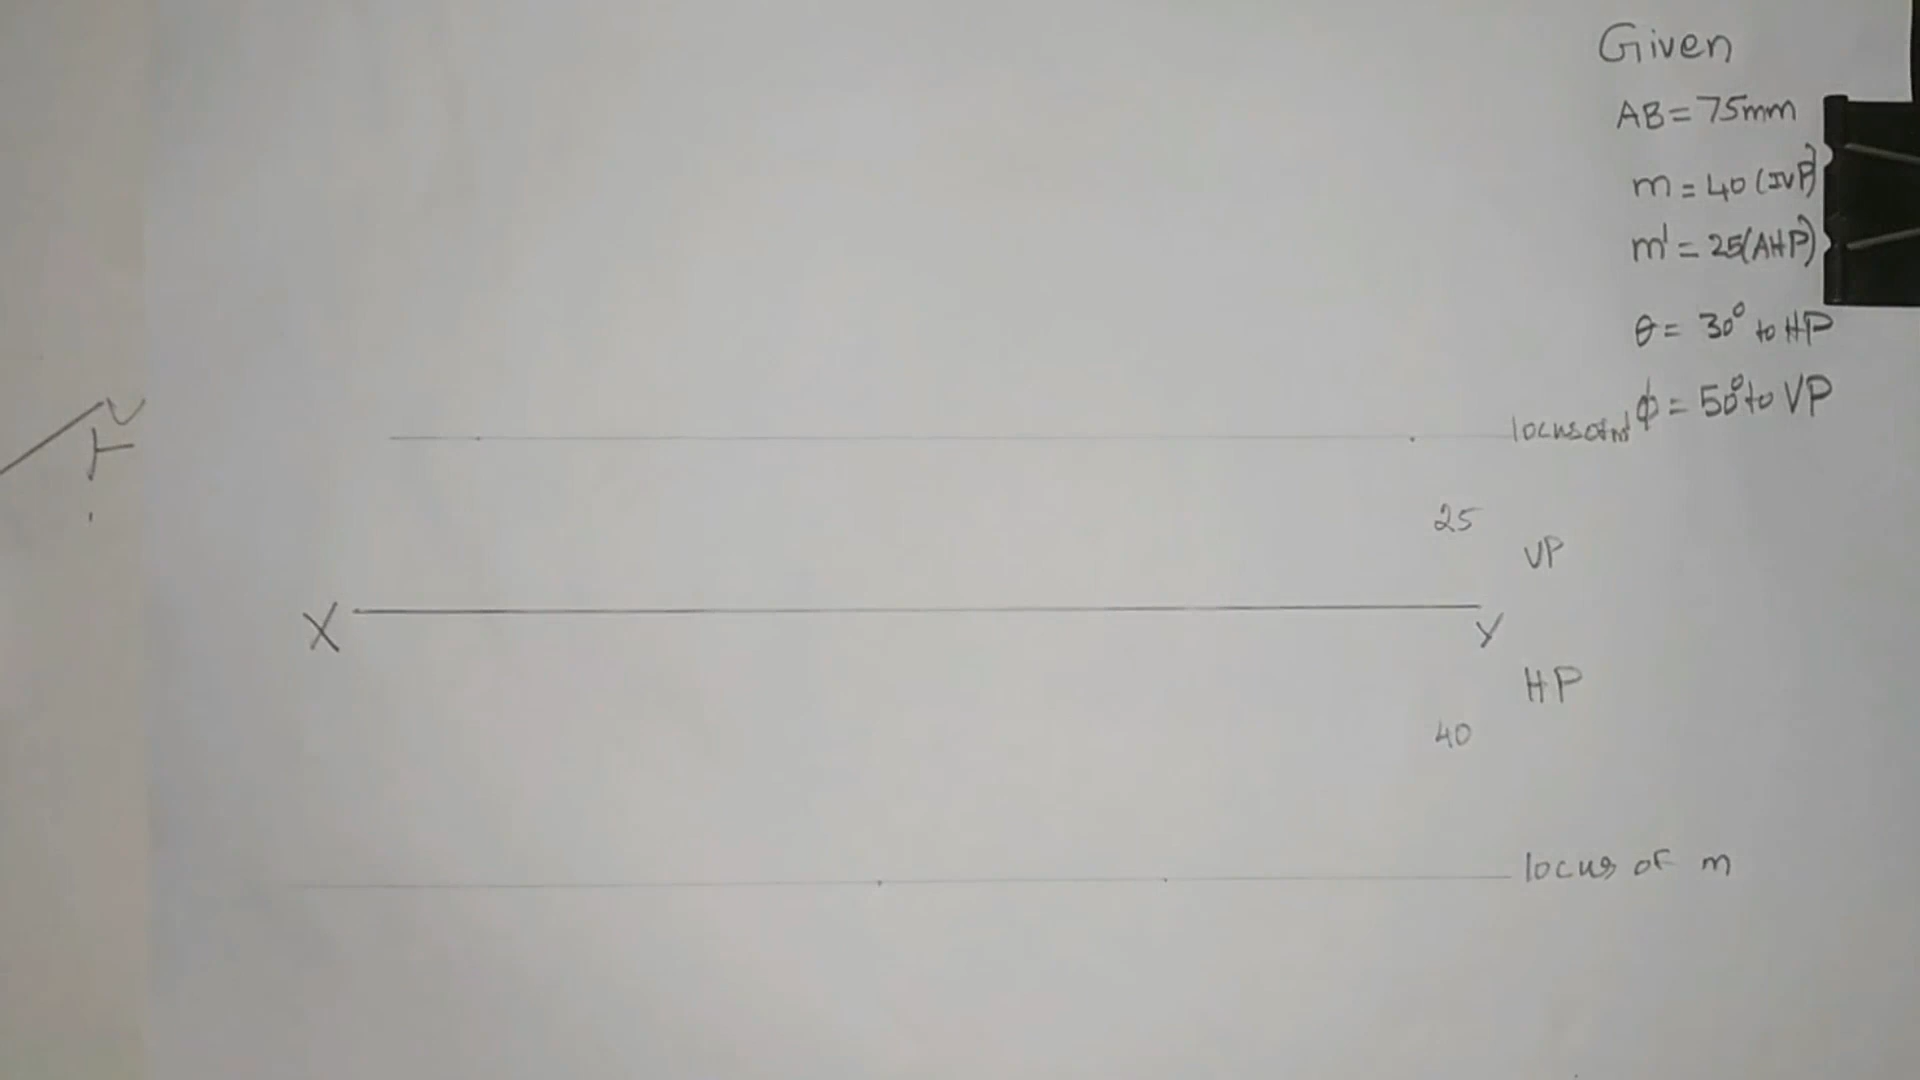 Given
AB = 75mm
m = 40 (IVP)
m' = 25(AHP)
θ = 30° to HP
φ = 50° to VP
locus of m'
25
VP
X
Y
HP
40
locus of m